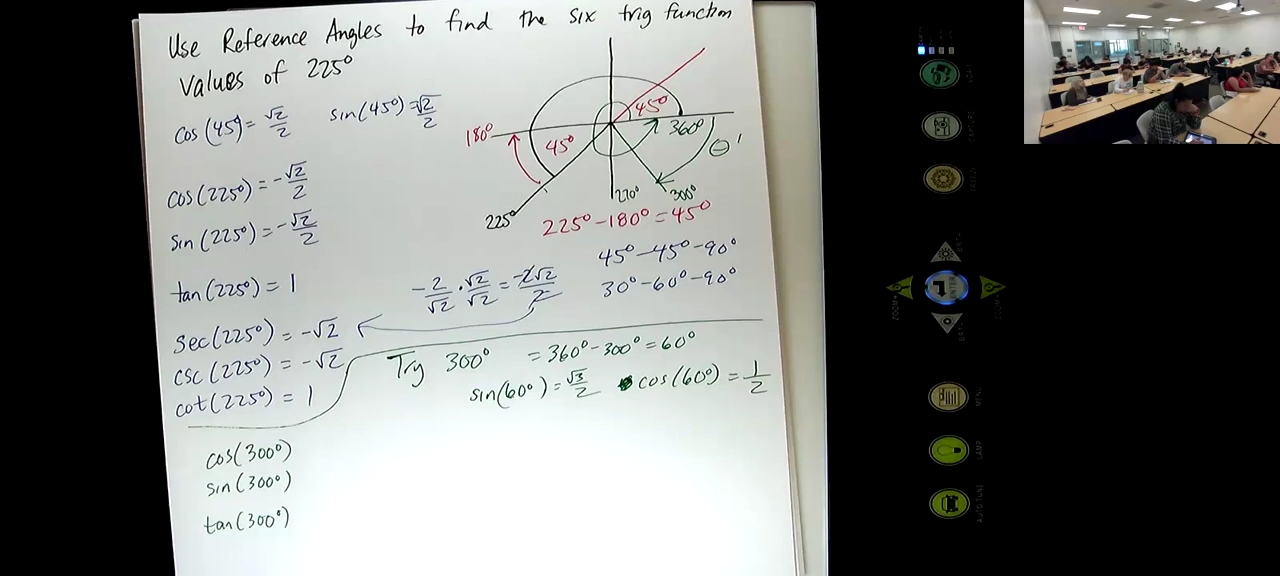 Use Reference Angles to find the six trig function
values of 225°
cos(45°) = √2/2 sin(45°) = √2/2
cos(225°) = -√2/2
sin(225°) = -√2/2
tan(225°) = 1
sec(225°) = -√2
csc(225°) = -√2
cot(225°) = 1
180°
45°
45°
360°
θ'
225°
270°
300°
225° - 180° = 45°
45° - 45° - 90°
30° - 60° - 90°
-2/√2 · √2/√2 = -2√2/2
Try 300° = 360° - 300° = 60°
sin(60°) = √3/2 cos(60°) = 1/2
cos(300°)
sin(300°)
tan(300°)
MENU
LAMP
AUTO TUNE